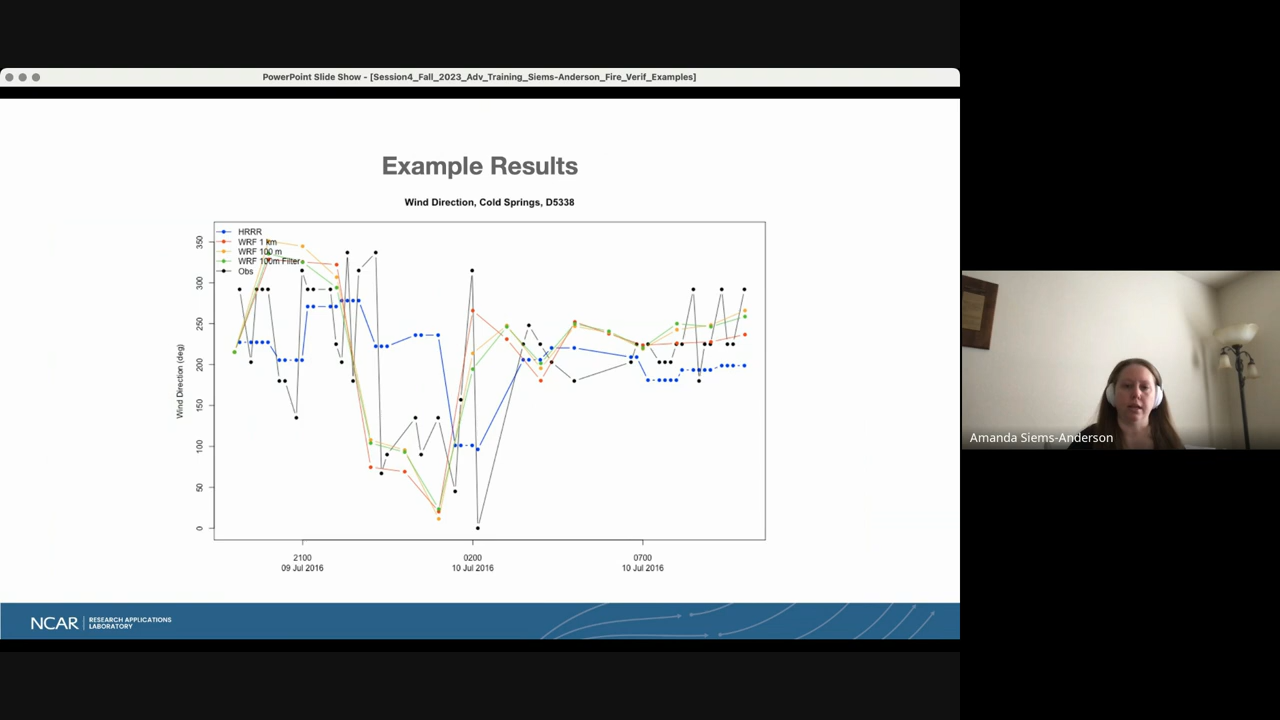 PowerPoint Slide Show - [Session4_Fall_2023_Adv_Training_Siems-Anderson_Fire_Verif_Examples]
Example Results
Wind Direction, Cold Springs, D5338
HRRR
WRF 1 km
WRF 100 m
WRF 100m Filter
Obs
Wind Direction (deg)
350
300
250
200
150
100
50
0
2100
09 Jul 2016
0200
10 Jul 2016
0700
10 Jul 2016
NCAR
RESEARCH APPLICATIONS
LABORATORY
Amanda Siems-Anderson